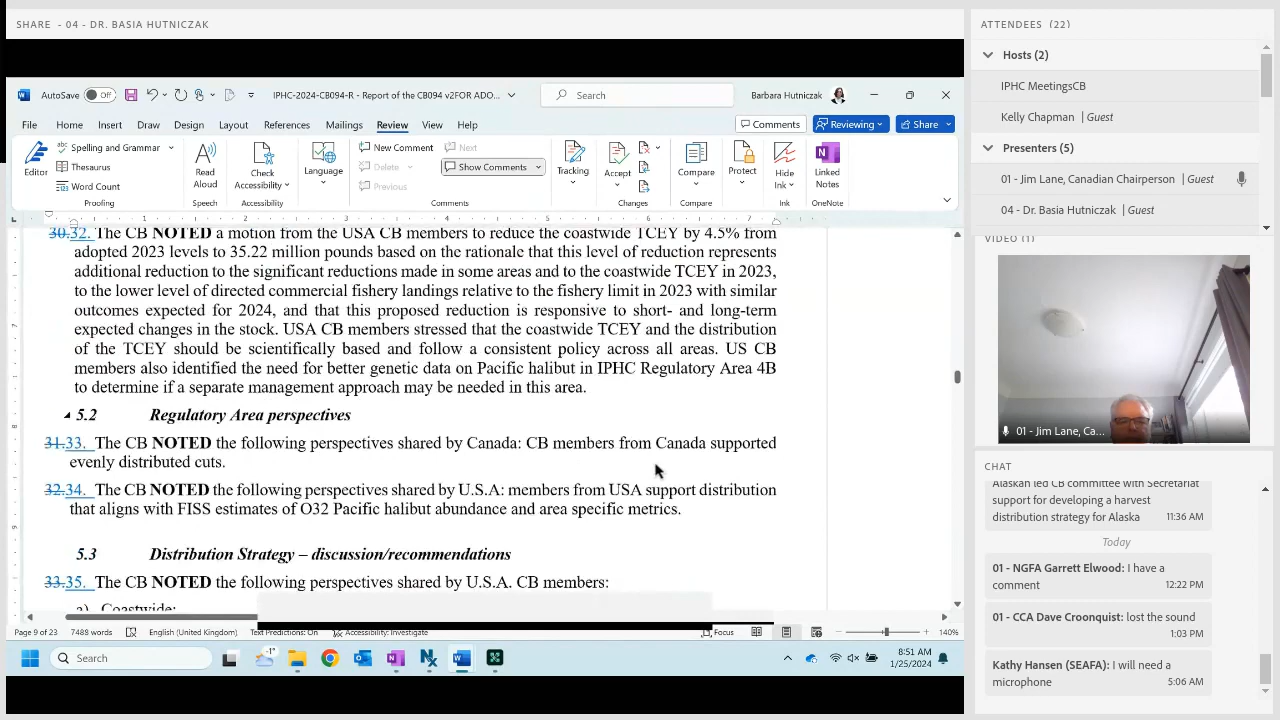 SHARE - 04 - DR. BASIA HUTNICZAK
AutoSave Off
IPHC-2024-CB094-R - Report of the CB094 v2FOR ADO...
Search
Barbara Hutniczak
File Home Insert Draw Design Layout References Mailings Review View Help
Comments Reviewing Share
Editor
Spelling and Grammar
Thesaurus
Word Count
Proofing
Read Aloud
Speech
Check Accessibility
Accessibility
Language
New Comment
Delete
Previous
Next
Show Comments
Comments
Tracking
Accept
Changes
Compare
Compare
Protect
Hide Ink
Ink
Linked Notes
OneNote
30.32. The CB NOTED a motion from the USA CB members to reduce the coastwide TCEY by 4.5% from
adopted 2023 levels to 35.22 million pounds based on the rationale that this level of reduction represents
additional reduction to the significant reductions made in some areas and to the coastwide TCEY in 2023,
to the lower level of directed commercial fishery landings relative to the fishery limit in 2023 with similar
outcomes expected for 2024, and that this proposed reduction is responsive to short- and long-term
expected changes in the stock. USA CB members stressed that the coastwide TCEY and the distribution
of the TCEY should be scientifically based and follow a consistent policy across all areas. US CB
members also identified the need for better genetic data on Pacific halibut in IPHC Regulatory Area 4B
to determine if a separate management approach may be needed in this area.
5.2 Regulatory Area perspectives
31.33. The CB NOTED the following perspectives shared by Canada: CB members from Canada supported
evenly distributed cuts.
32.34. The CB NOTED the following perspectives shared by U.S.A: members from USA support distribution
that aligns with FISS estimates of O32 Pacific halibut abundance and area specific metrics.
5.3 Distribution Strategy – discussion/recommendations
33.35. The CB NOTED the following perspectives shared by U.S.A. CB members:
a) Coastwide:
Page 9 of 23 7488 words English (United Kingdom) Text Predictions: On Accessibility: Investigate Focus 140%
Search
-1°
8:51 AM
1/25/2024
ATTENDEES (22)
Hosts (2)
IPHC MeetingsCB
Kelly Chapman | Guest
Presenters (5)
01 - Jim Lane, Canadian Chairperson | Guest
04 - Dr. Basia Hutniczak | Guest
VIDEO (1)
01 - Jim Lane, Ca...
CHAT
Alaskan led CB committee with Secretariat
support for developing a harvest
distribution strategy for Alaska 11:36 AM
Today
01 - NGFA Garrett Elwood: I have a
comment 12:22 PM
01 - CCA Dave Croonquist: lost the sound
1:03 PM
Kathy Hansen (SEAFA): I will need
microphone 5:06 AM